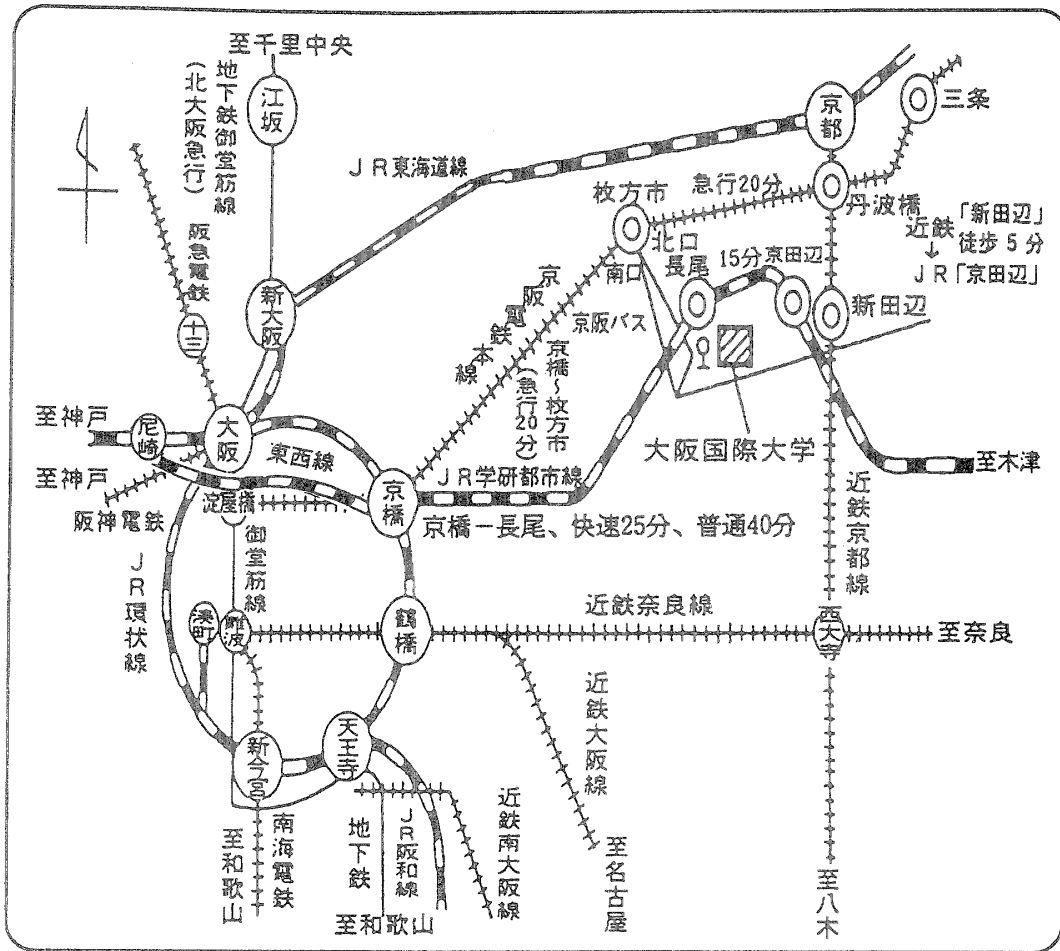 至千里中央
地下鉄御堂筋線
(北大阪急行)
江坂
阪急電鉄
十三
新大阪
JR東海道線
京都
三条
急行20分
枚方市
北口
南口
丹波橋
近鉄「新田辺」
↓徒歩5分
JR「京田辺」
長尾
15分
京田辺
新田辺
京阪電鉄本線
京阪バス
京橋~枚方市
(急行20分)
至神戸
尼崎
大阪
東西線
至神戸
阪神電鉄
淀屋橋
京橋
JR学研都市線
京橋-長尾、快速25分、普通40分
大阪国際大学
至木津
近鉄京都線
御堂筋線
JR環状線
湊町
難波
鶴橋
近鉄奈良線
西大寺
至奈良
近鉄大阪線
至名古屋
新今宮
天王寺
至和歌山
南海電鉄
地下鉄
JR阪和線
至和歌山
近鉄南大阪線
至八木